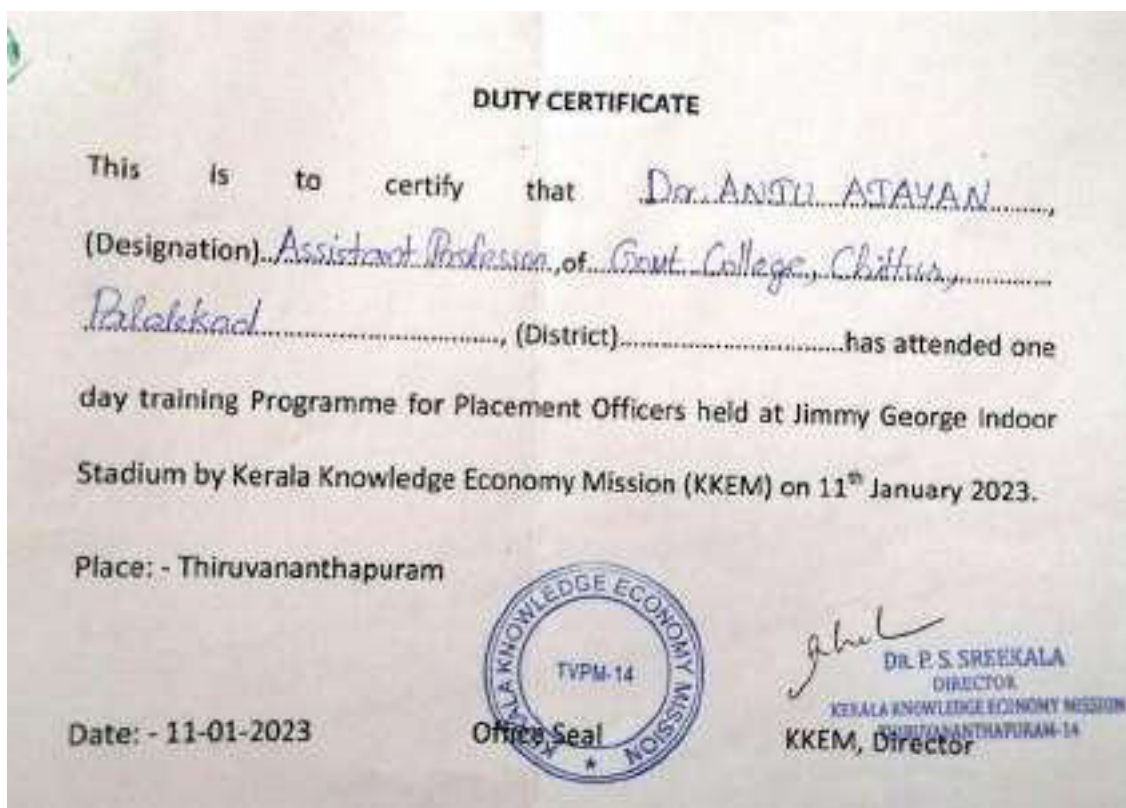 DUTY CERTIFICATE
This is to certify that Dr. ANJU AJAYAN,
(Designation) Assistant Professor, of Govt College, Chittur,
Palakkad, (District) has attended one
day training Programme for Placement Officers held at Jimmy George Indoor
Stadium by Kerala Knowledge Economy Mission (KKEM) on 11th January 2023.
Place: - Thiruvananthapuram
KERALA KNOWLEDGE ECONOMY MISSION
TVPM-14
DR. P. S. SREEKALA
DIRECTOR
KERALA KNOWLEDGE ECONOMY MISSION
THIRUVANANTHAPURAM-14
Date: - 11-01-2023 Office Seal KKEM, Director